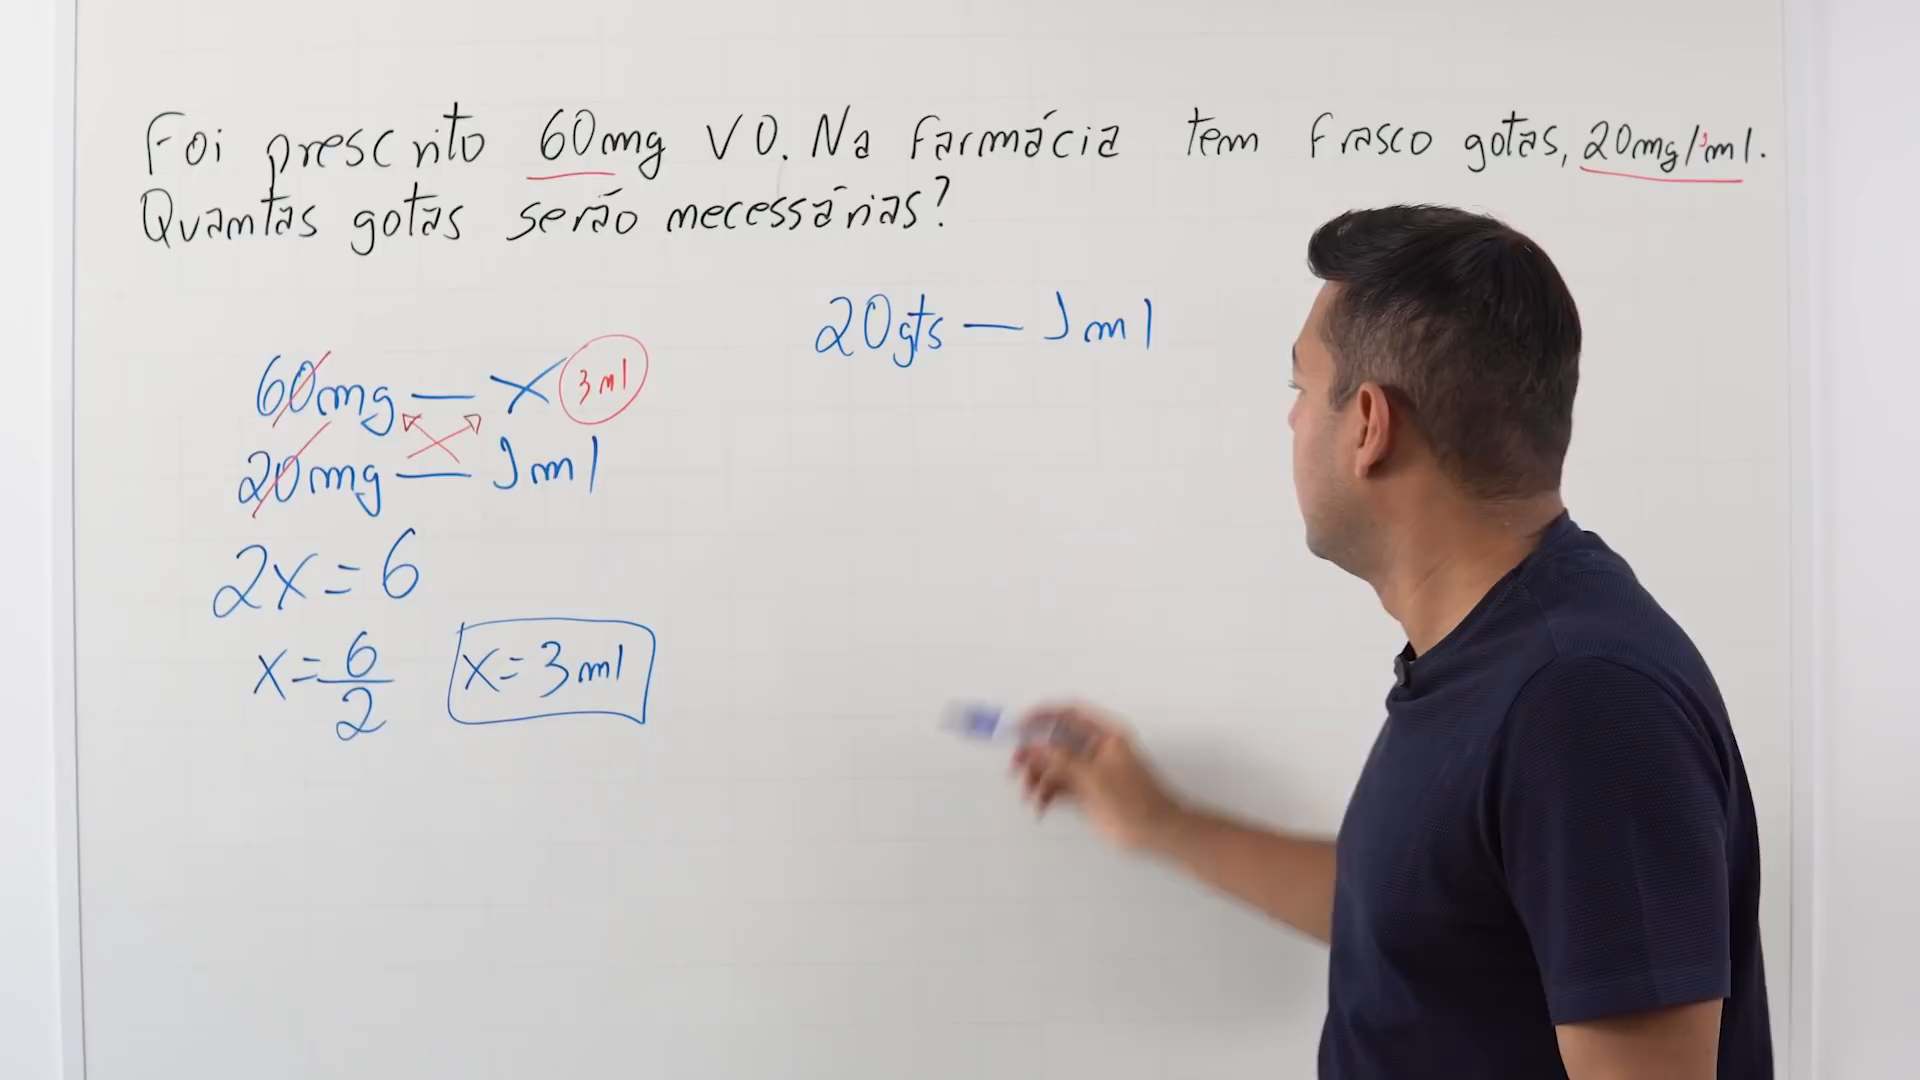 Foi prescrito 60mg VO. Na farmácia tem frasco gotas, 20mg/1ml.
Quantas gotas serão necessárias?
60mg — X 3ml
20mg — 1ml
2x = 6
x = 6/2
x = 3ml
20gts — 1ml